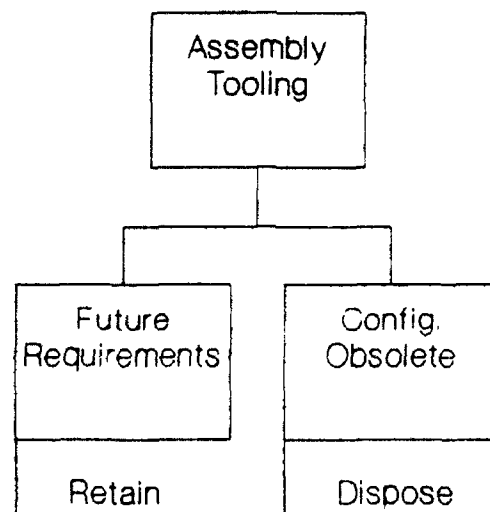 Assembly
Tooling
Future
Requirements
Config.
Obsolete
Retain
Dispose